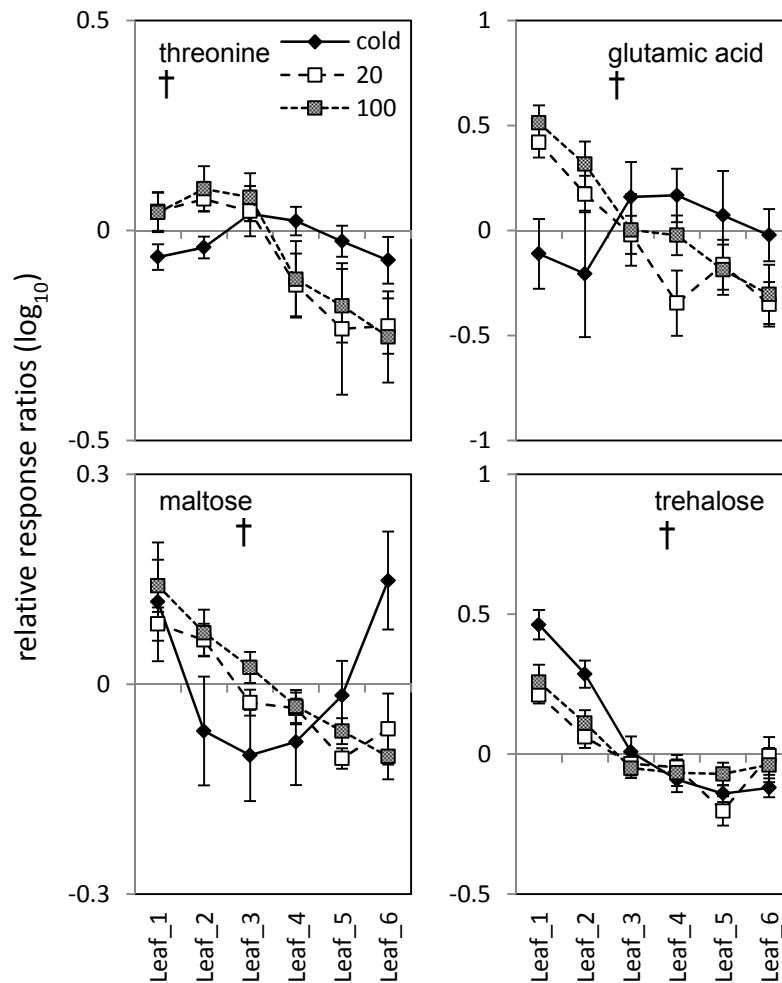 relative response ratios (log10)
0.5
0
-0.5
threonine
†
cold
20
100
1
0.5
0
-0.5
-1
glutamic acid
†
0.3
0
-0.3
maltose
†
Leaf_1
Leaf_2
Leaf_3
Leaf_4
Leaf_5
Leaf_6
1
0.5
0
-0.5
trehalose
†
Leaf_1
Leaf_2
Leaf_3
Leaf_4
Leaf_5
Leaf_6